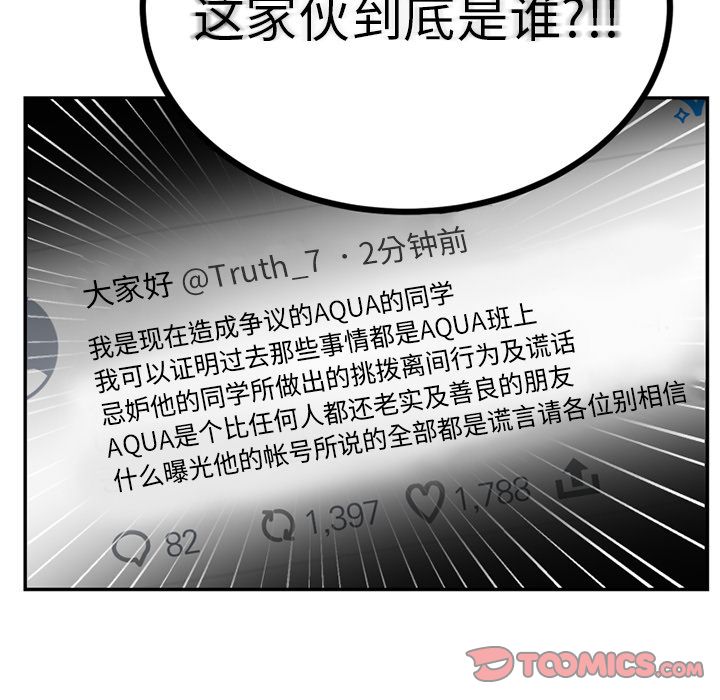 这家伙到底是谁?!!
大家好 @Truth_7 · 2分钟前
我是现在造成争议的AQUA的同学
我可以证明过去那些事情都是AQUA班上
忌妒他的同学所做出的挑拨离间行为及谎话
AQUA是个比任何人都还老实及善良的朋友
什么曝光他的帐号所说的全部都是谎言请各位别相信
82 1,397 1,788
TOOMICS.COM